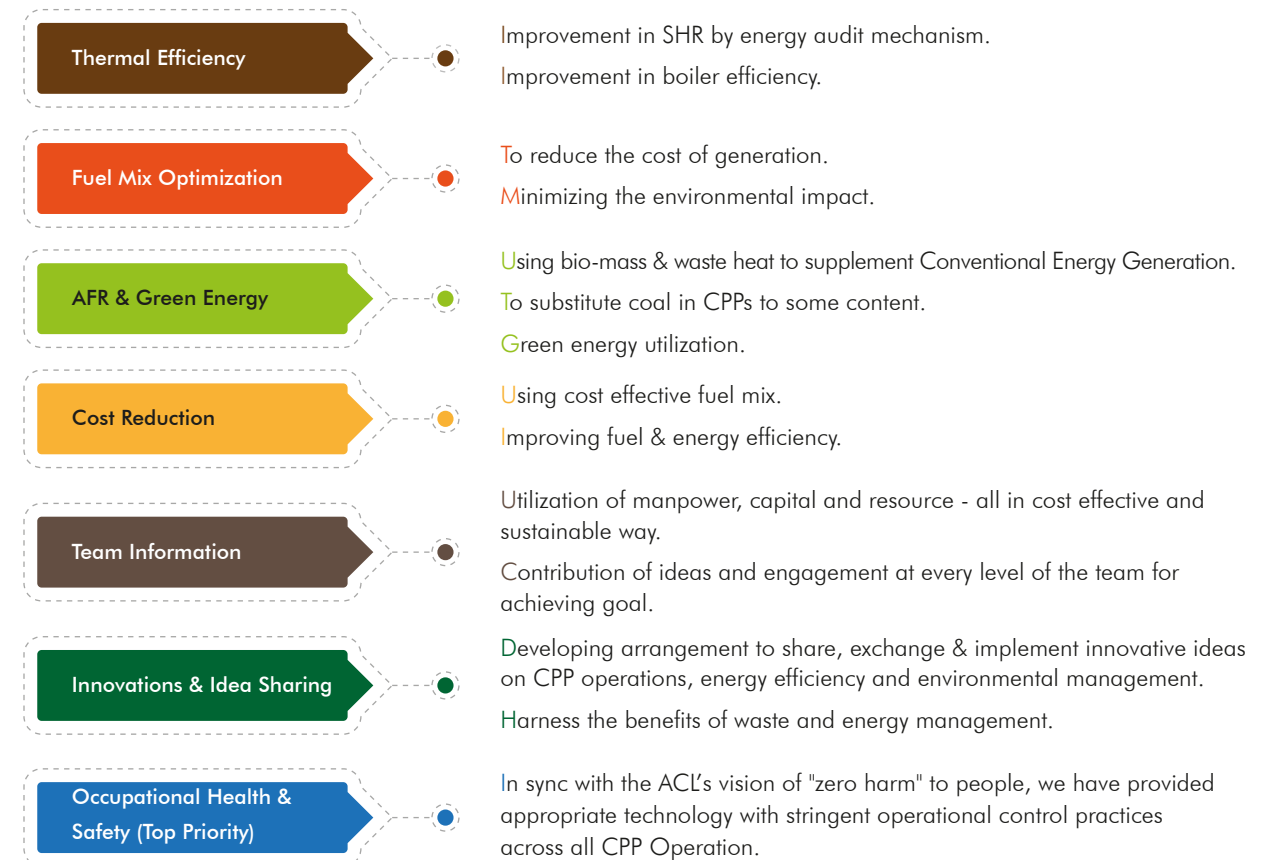 Thermal Efficiency
Improvement in SHR by energy audit mechanism.
Improvement in boiler efficiency.
Fuel Mix Optimization
To reduce the cost of generation.
Minimizing the environmental impact.
AFR & Green Energy
Using bio-mass & waste heat to supplement Conventional Energy Generation.
To substitute coal in CPPs to some content.
Green energy utilization.
Cost Reduction
Using cost effective fuel mix.
Improving fuel & energy efficiency.
Team Information
Utilization of manpower, capital and resource - all in cost effective and
sustainable way.
Contribution of ideas and engagement at every level of the team for
achieving goal.
Innovations & Idea Sharing
Developing arrangement to share, exchange & implement innovative ideas
on CPP operations, energy efficiency and environmental management.
Harness the benefits of waste and energy management.
Occupational Health &
Safety (Top Priority)
In sync with the ACL’s vision of "zero harm" to people, we have provided
appropriate technology with stringent operational control practices
across all CPP Operation.